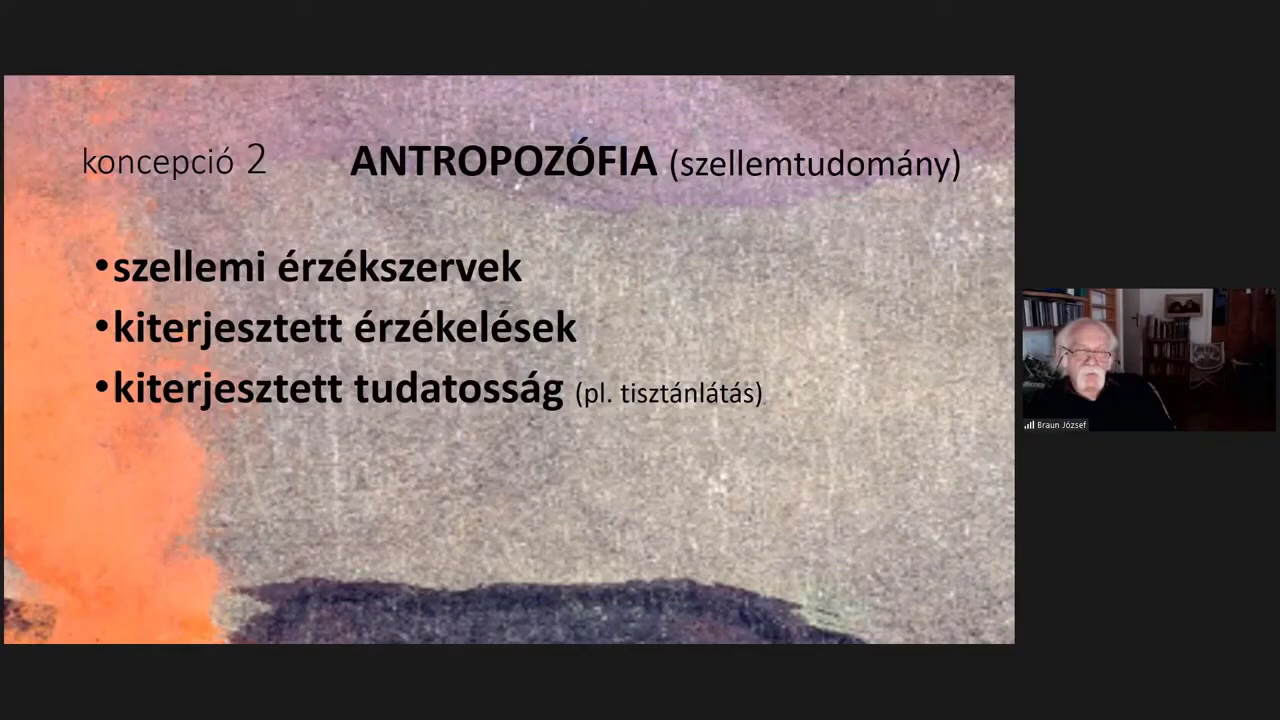 koncepció 2 ANTROPOZÓFIA (szellemtudomány)
•szellemi érzékszervek
•kiterjesztett érzékelések
•kiterjesztett tudatosság (pl. tisztánlátás)
Braun József